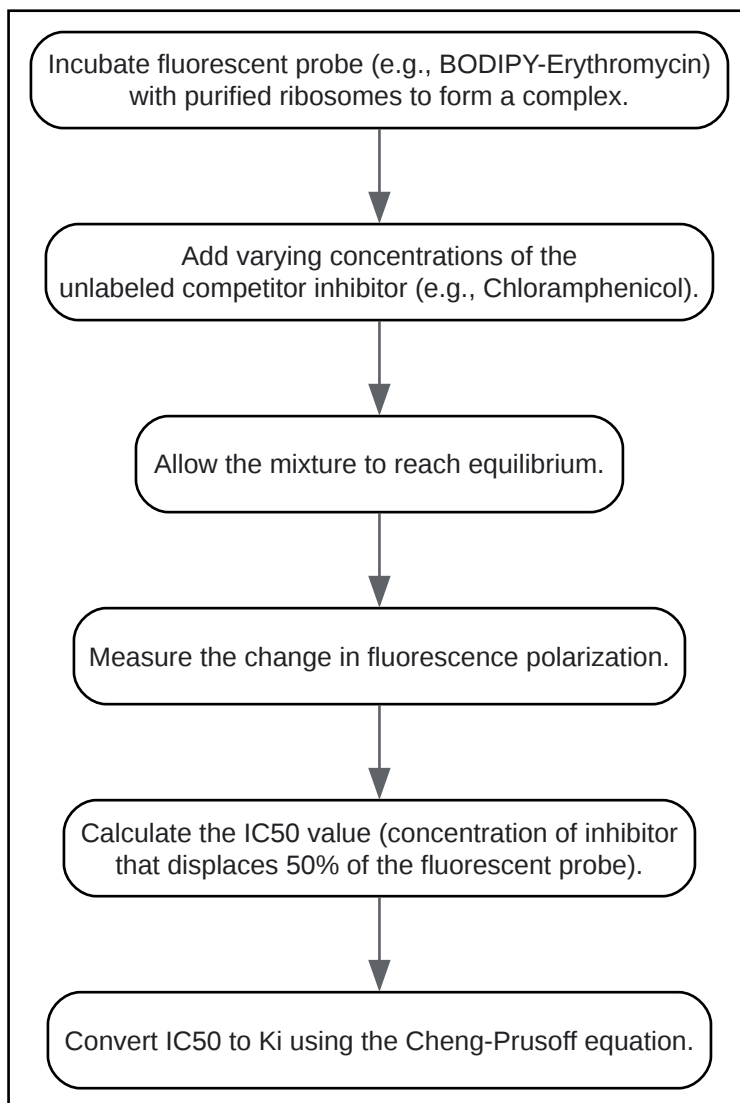 Incubate fluorescent probe (e.g., BODIPY-Erythromycin)
with purified ribosomes to form a complex.
Add varying concentrations of the
unlabeled competitor inhibitor (e.g., Chloramphenicol).
Allow the mixture to reach equilibrium.
Measure the change in fluorescence polarization.
Calculate the IC50 value (concentration of inhibitor
that displaces 50% of the fluorescent probe).
Convert IC50 to Ki using the Cheng-Prusoff equation.